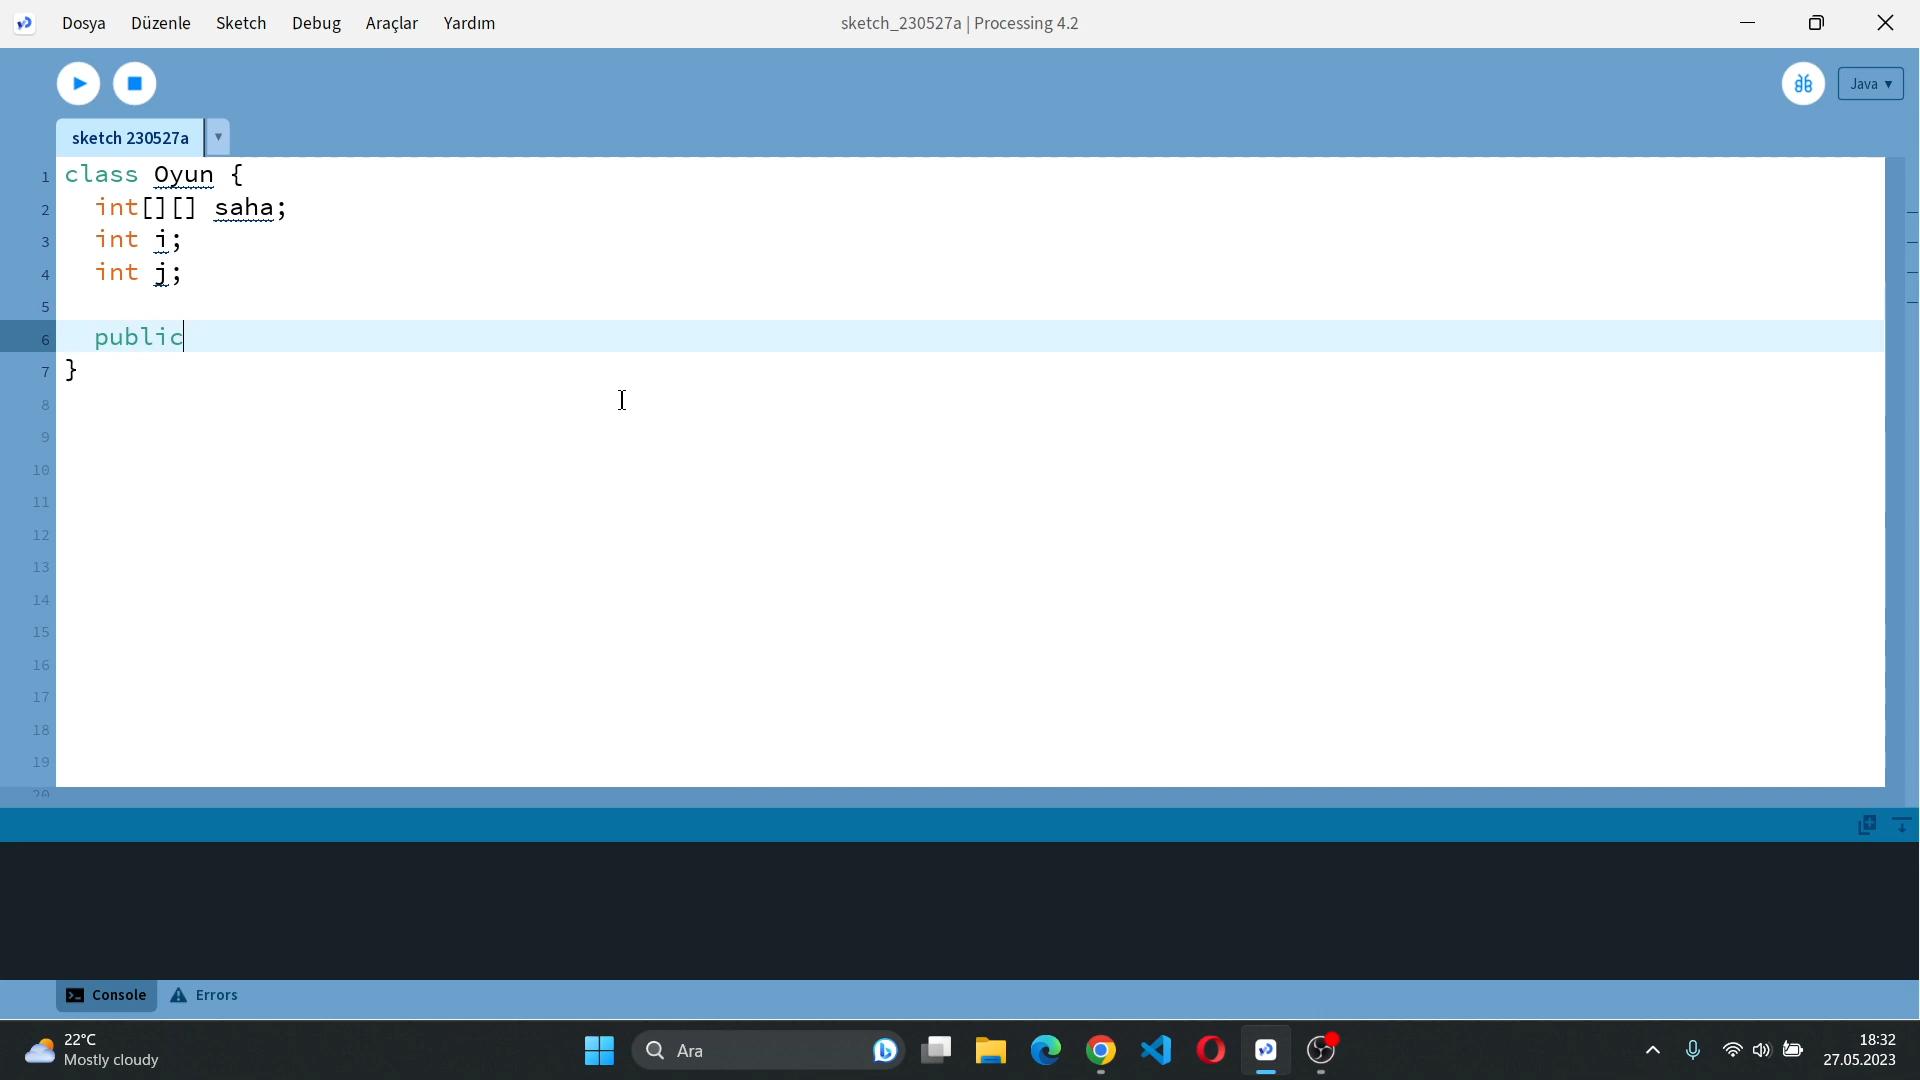 Dosya Düzenle Sketch Debug Araçlar Yardım sketch_230527a | Processing 4.2
Java ▾
sketch 230527a ▾
1 class Oyun {
2 int[][] saha;
3 int i;
4 int j;
5
6 public
7 }
8
9
10
11
12
13
14
15
16
17
18
19
20
Console Errors
22°C
Mostly cloudy
Ara
18:32
27.05.2023